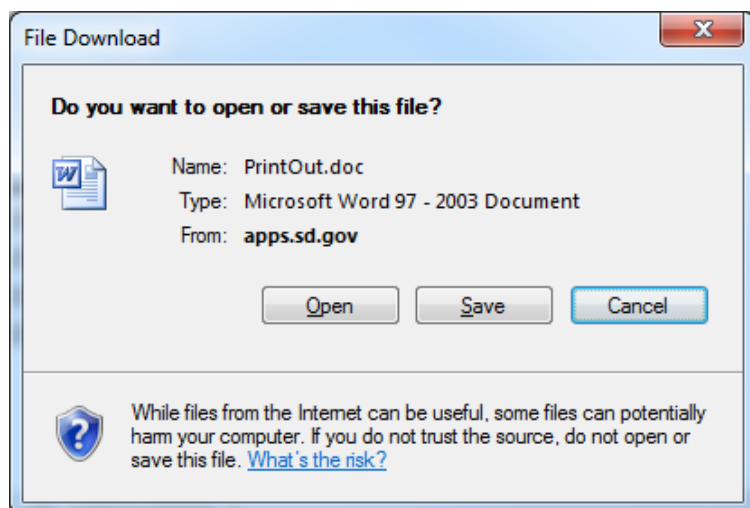 File Download
Do you want to open or save this file?
Name: PrintOut.doc
Type: Microsoft Word 97 - 2003 Document
From: apps.sd.gov
Open Save Cancel
While files from the Internet can be useful, some files can potentially
harm your computer. If you do not trust the source, do not open or
save this file. What's the risk?